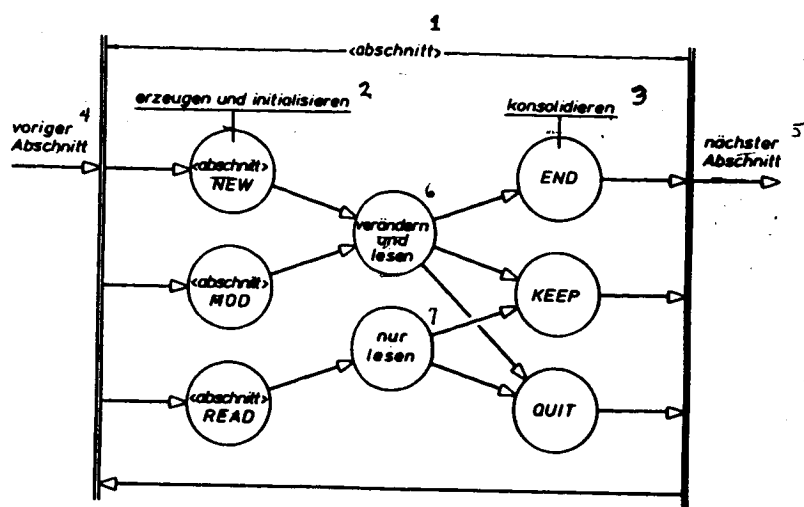 1
<abschnitt>
erzeugen und initialisieren 2
konsolidieren 3
voriger 4
Abschnitt
nächster 5
Abschnitt
<abschnitt>
NEW
END
6
verändern
und
lesen
<abschnitt>
MOD
KEEP
7
nur
lesen
<abschnitt>
READ
QUIT